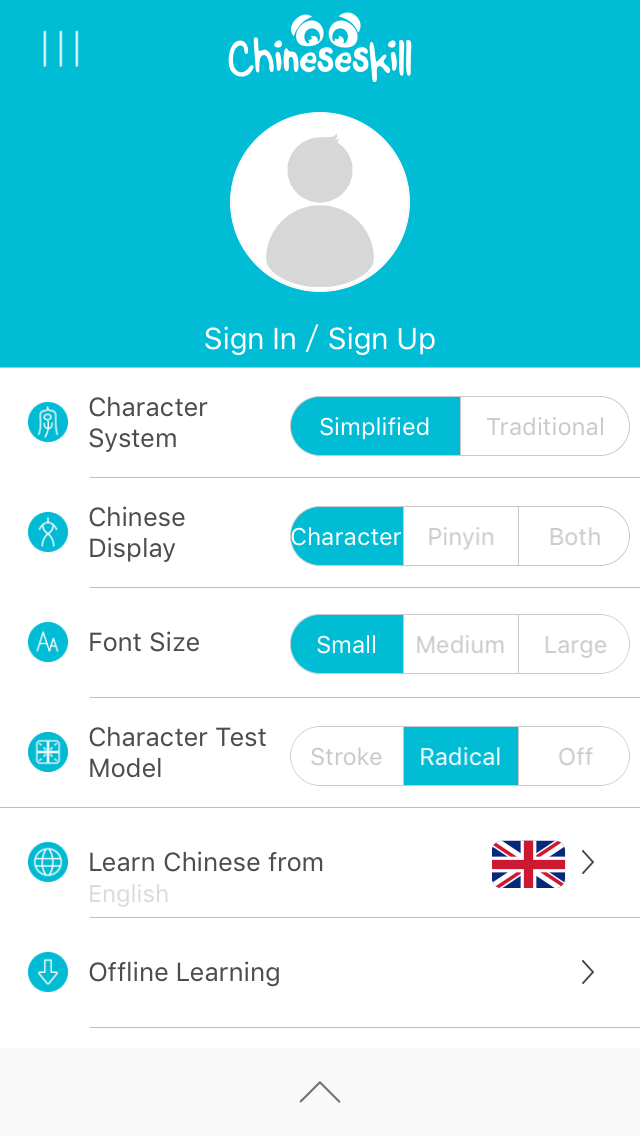 Chineseskill
Sign In / Sign Up
Character System
Simplified
Traditional
Chinese Display
Character
Pinyin
Both
Font Size
AA
Small
Medium
Large
Character Test Model
Stroke
Radical
Off
Learn Chinese from
English
Offline Learning